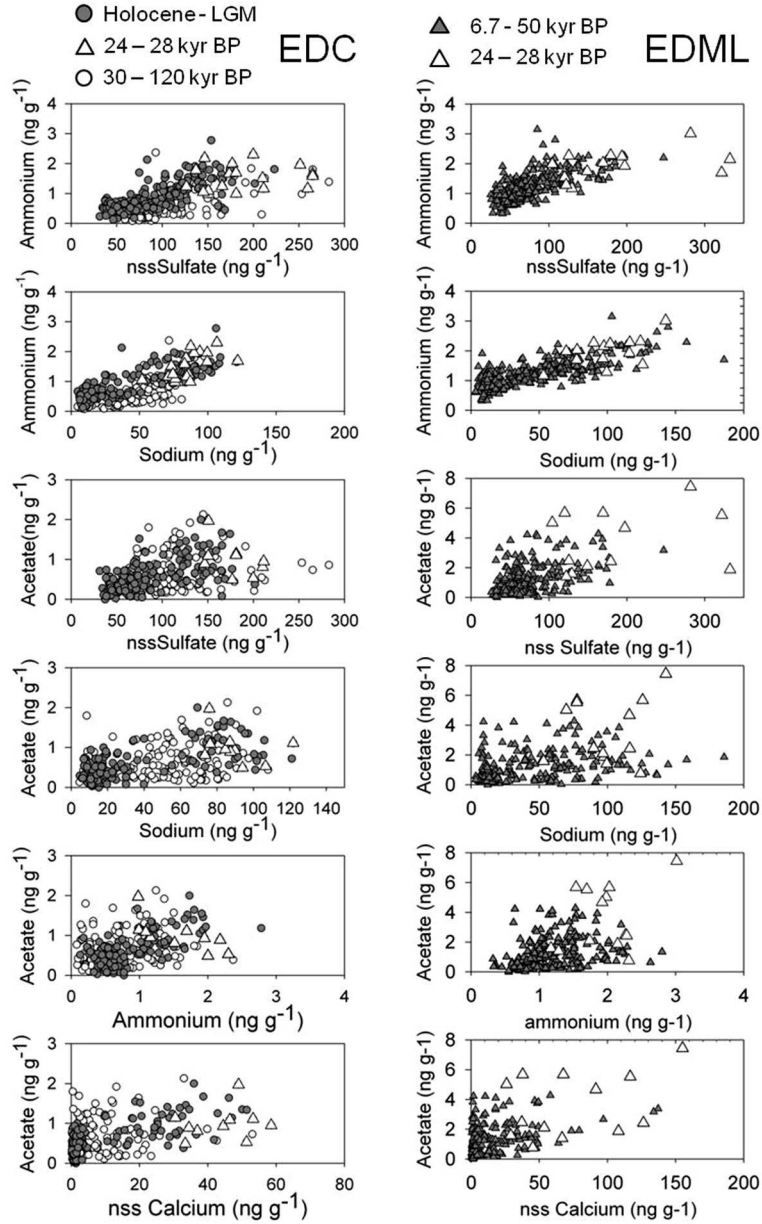 Holocene - LGM
24 – 28 kyr BP
30 – 120 kyr BP
EDC
6.7 - 50 kyr BP
24 – 28 kyr BP
EDML
Ammonium (ng g-1)
4
3
2
1
0
0 50 100 150 200 250 300
nssSulfate (ng g-1)
Ammonium (ng g-1)
4
3
2
1
0
0 100 200 300
nssSulfate (ng g-1)
Ammonium (ng g-1)
4
3
2
1
0
0 50 100 150 200
Sodium (ng g-1)
Ammonium (ng g-1)
4
3
2
1
0
0 50 100 150 200
Sodium (ng g-1)
Acetate(ng g-1)
3
2
1
0
0 50 100 150 200 250 300
nssSulfate (ng g-1)
Acetate (ng g-1)
8
6
4
2
0
0 100 200 300
nss Sulfate (ng g-1)
Acetate (ng g-1)
3
2
1
0
0 20 40 60 80 100 120 140
Sodium (ng g-1)
Acetate (ng g-1)
8
6
4
2
0
0 50 100 150 200
Sodium (ng g-1)
Acetate (ng g-1)
3
2
1
0
0 1 2 3 4
Ammonium (ng g-1)
Acetate (ng g-1)
8
6
4
2
0
0 1 2 3 4
ammonium (ng g-1)
Acetate (ng g-1)
3
2
1
0
0 20 40 60 80
nss Calcium (ng g-1)
Acetate (ng g-1)
8
6
4
2
0
0 50 100 150 200
nss Calcium (ng g-1)